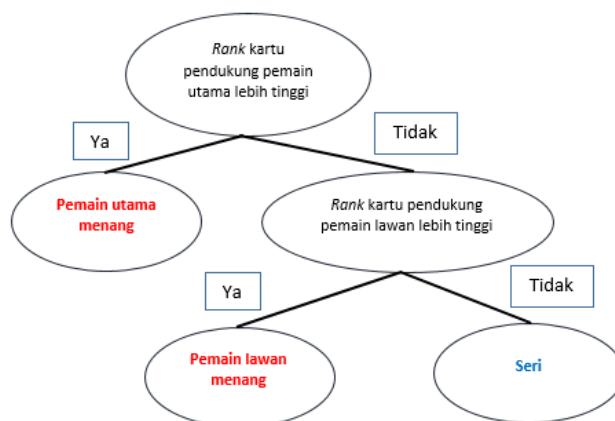 Rank kartu
pendukung pemain
utama lebih tinggi
Ya
Tidak
Pemain utama
menang
Rank kartu pendukung
pemain lawan lebih tinggi
Ya
Tidak
Pemain lawan
menang
Seri